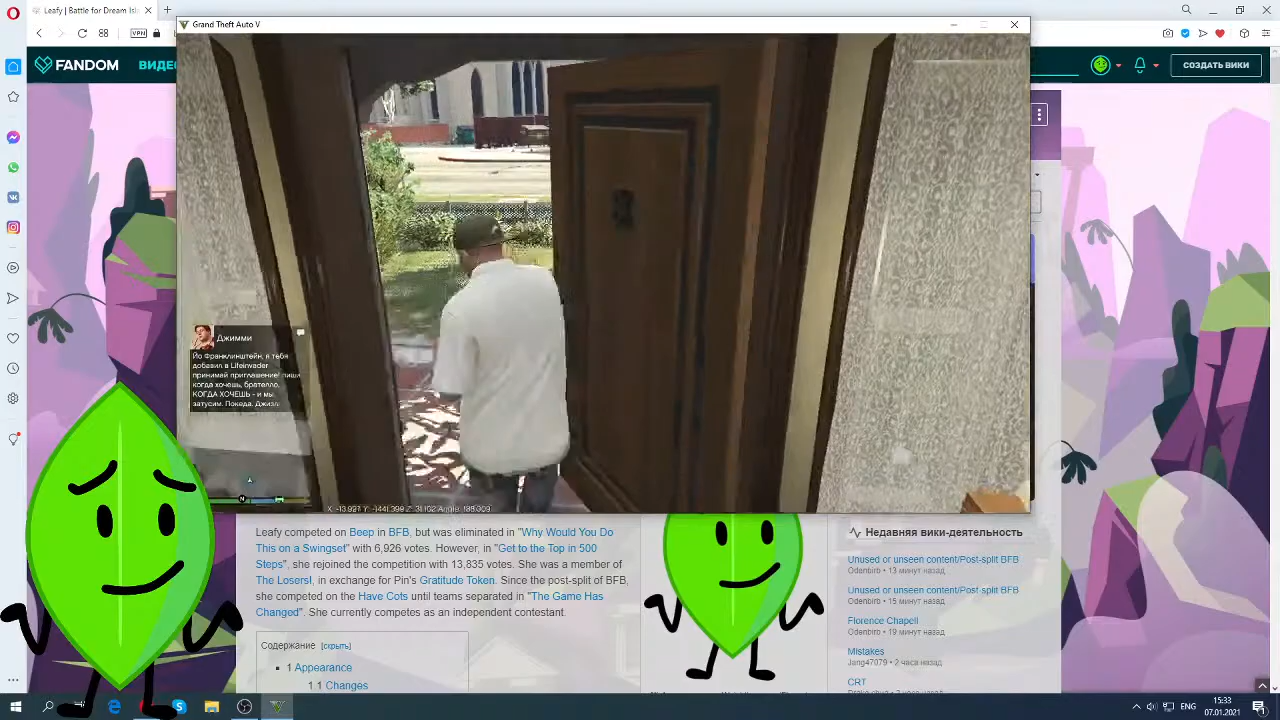 Leafy | Battle for Dream Isl
Grand Theft Auto V
VPN
FANDOM
ВИДЕО
СОЗДАТЬ ВИКИ
Джимми
Йо Франклинштейн, я тебя
добавил в Lifeinvader
принимай приглашение! пиши
когда хочешь, брателло,
КОГДА ХОЧЕШЬ - и мы
затусим. Покеда. Джиzл
N
Leafy competed on Beep in BFB, but was eliminated in "Why Would You Do
This on a Swingset" with 6,926 votes. However, in "Get to the Top in 500
Steps", she rejoined the competition with 13,835 votes. She was a member of
The Losers!, in exchange for Pin's Gratitude Token. Since the post-split of BFB,
she competed on the Have Cots until teams separated in "The Game Has
Changed". She currently competes as an independent contestant.
Содержание [скрыть]
1 Appearance
1.1 Changes
Недавняя вики-деятельность
Unused or unseen content/Post-split BFB
Odenbirb • 13 минут назад
Unused or unseen content/Post-split BFB
Odenbirb • 15 минут назад
Florence Chapell
Odenbirb • 19 минут назад
Mistakes
Jang47079 • 2 часа назад
CRT
ENG
15:33
07.01.2021